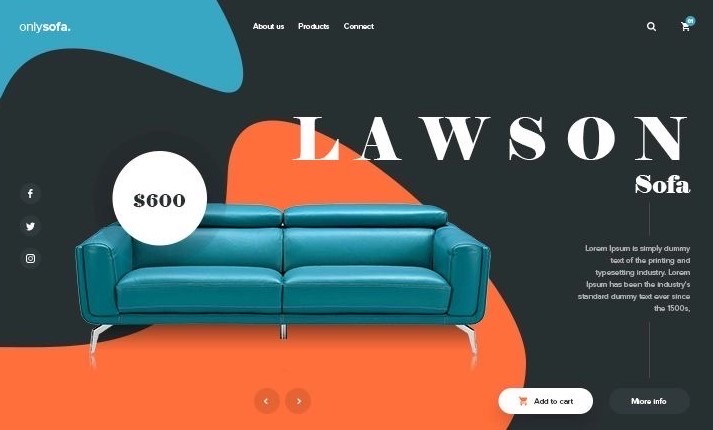 onlysofa.
About us Products Connect
01
LAWSON
Sofa
$600
Lorem Ipsum is simply dummy
text of the printing and
typesetting industry. Lorem
Ipsum has been the industry's
standard dummy text ever since
the 1500s,
Add to cart
More info